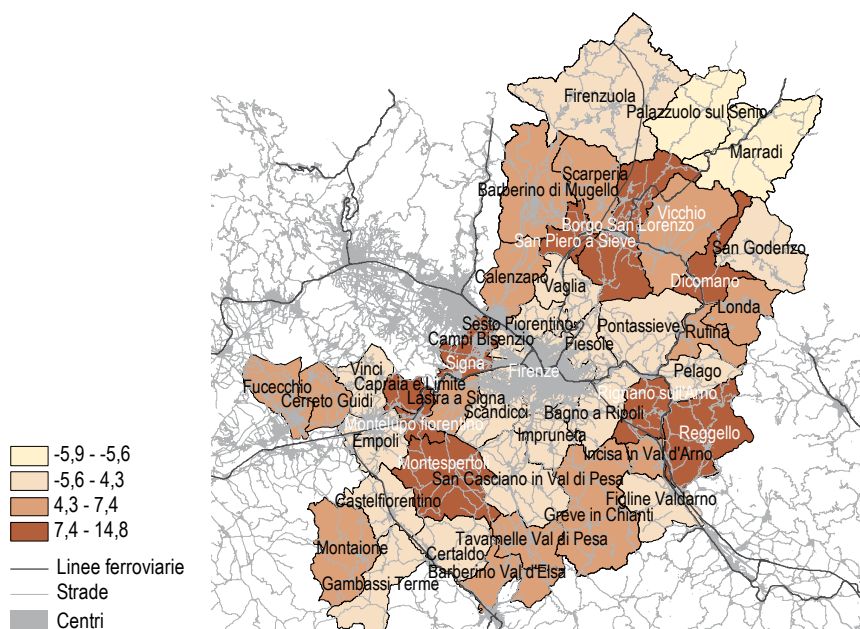 Firenzuola
Palazzuolo sul Senio
Marradi
Scarperia
Barberino di Mugello
Vicchio
Borgo San Lorenzo
San Piero a Sieve
San Godenzo
Calenzano
Vaglia
Dicomano
Londa
Sesto Fiorentino
Pontassieve
Rufina
Campi Bisenzio
Fiesole
Signa
Firenze
Pelago
Vinci
Fucecchio
Capraia e Limite
Cerreto Guidi
Lastra a Signa
Rignano sull'Arno
Scandicci
Bagno a Ripoli
Montelupo fiorentino
Reggello
Empoli
Impruneta
Montespertoli
Incisa in Val d'Arno
San Casciano in Val di Pesa
Figline Valdarno
Castelfiorentino
Greve in Chianti
Tavarnelle Val di Pesa
Montaione
Certaldo
Barberino Val d'Elsa
Gambassi Terme
-5,9 - -5,6
-5,6 - 4,3
4,3 - 7,4
7,4 - 14,8
Linee ferroviarie
Strade
Centri